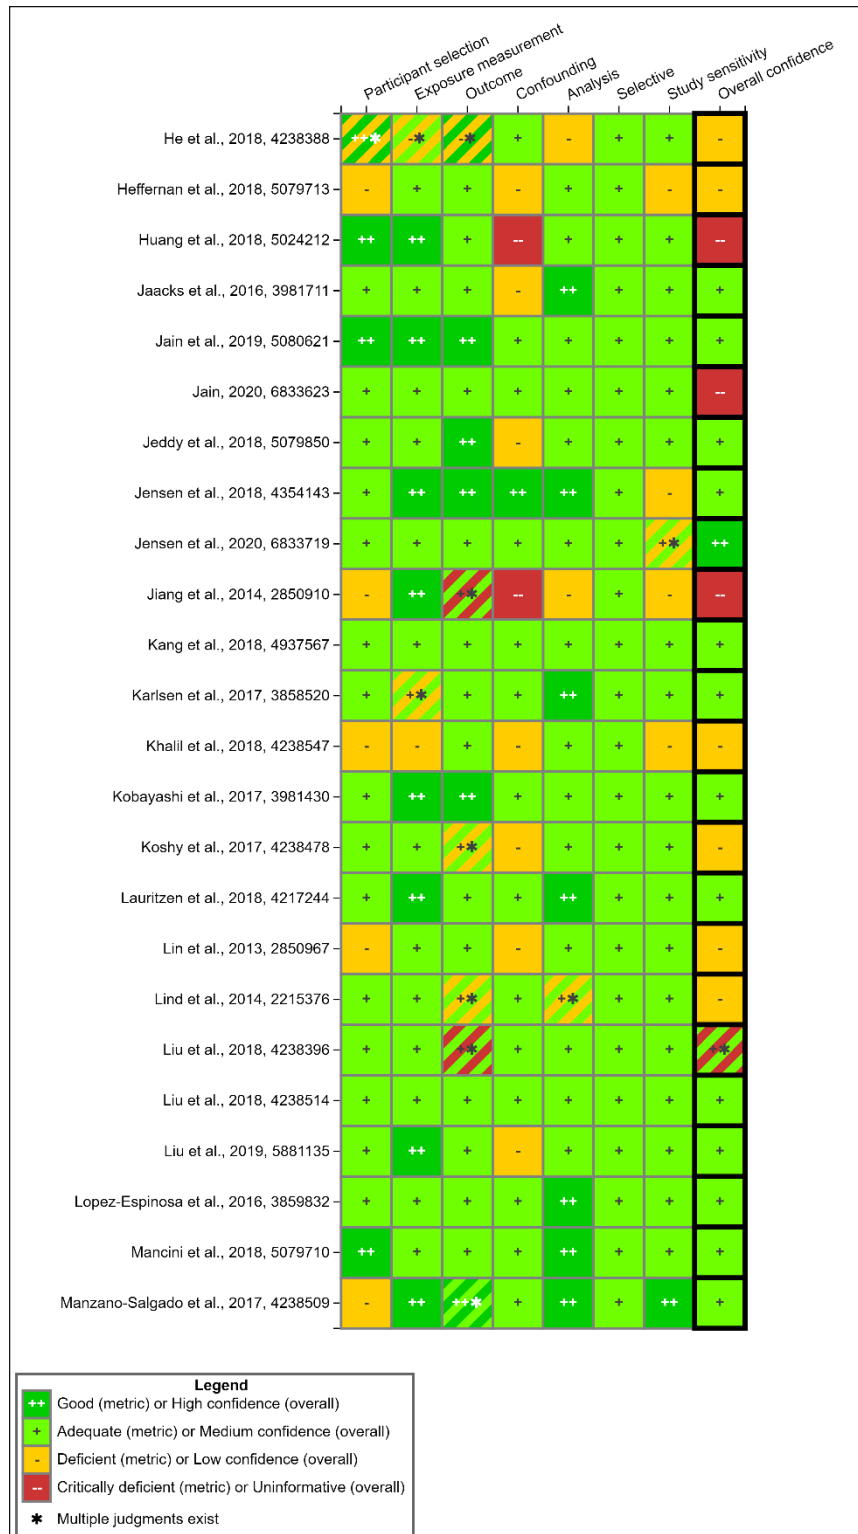 Participant selection
Exposure measurement
Outcome
Confounding
Analysis
Selective
Study sensitivity
Overall confidence
He et al., 2018, 4238388 ++✱ -✱ -✱ + - + + -
Heffernan et al., 2018, 5079713 - + + - + + - -
Huang et al., 2018, 5024212 ++ ++ + -- + + + --
Jaacks et al., 2016, 3981711 + + + - ++ + + +
Jain et al., 2019, 5080621 ++ ++ ++ + + + + +
Jain, 2020, 6833623 + + + + + + + --
Jeddy et al., 2018, 5079850 + + ++ - + + + +
Jensen et al., 2018, 4354143 + ++ ++ ++ ++ + - +
Jensen et al., 2020, 6833719 + + + + + + +✱ ++
Jiang et al., 2014, 2850910 - ++ +✱ -- - + - --
Kang et al., 2018, 4937567 + + + + + + + +
Karlsen et al., 2017, 3858520 + +✱ + + ++ + + +
Khalil et al., 2018, 4238547 - - + - + + - -
Kobayashi et al., 2017, 3981430 + ++ ++ + + + + +
Koshy et al., 2017, 4238478 + + +✱ - + + + -
Lauritzen et al., 2018, 4217244 + ++ + + ++ + + +
Lin et al., 2013, 2850967 - + + - + + + -
Lind et al., 2014, 2215376 + + +✱ + +✱ + + -
Liu et al., 2018, 4238396 + + +✱ + + + + +✱
Liu et al., 2018, 4238514 + + + + + + + +
Liu et al., 2019, 5881135 + ++ + - + + + +
Lopez-Espinosa et al., 2016, 3859832 + + + + ++ + + +
Mancini et al., 2018, 5079710 ++ + + + ++ + + +
Manzano-Salgado et al., 2017, 4238509 - ++ ++✱ + ++ + ++ +
Legend
++ Good (metric) or High confidence (overall)
+ Adequate (metric) or Medium confidence (overall)
- Deficient (metric) or Low confidence (overall)
-- Critically deficient (metric) or Uninformative (overall)
✱ Multiple judgments exist